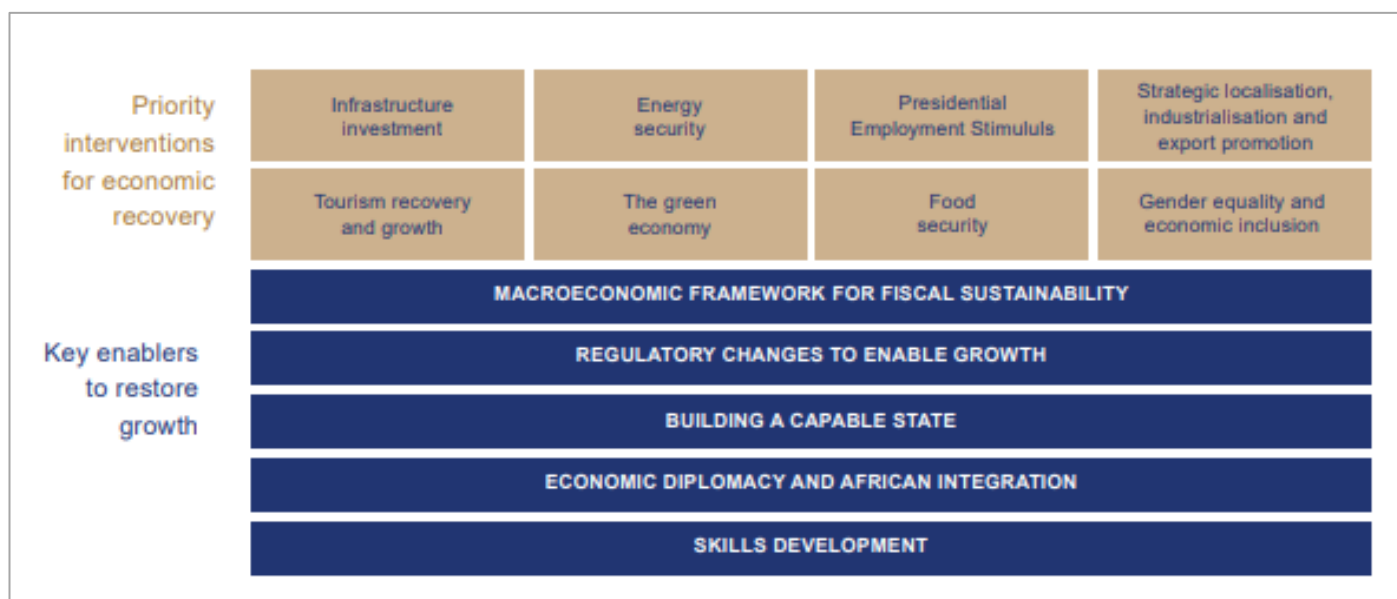 Priority
interventions
for economic
recovery
Infrastructure
investment
Energy
security
Presidential
Employment Stimululs
Strategic localisation,
industrialisation and
export promotion
Tourism recovery
and growth
The green
economy
Food
security
Gender equality and
economic inclusion
Key enablers
to restore
growth
MACROECONOMIC FRAMEWORK FOR FISCAL SUSTAINABILITY
REGULATORY CHANGES TO ENABLE GROWTH
BUILDING A CAPABLE STATE
ECONOMIC DIPLOMACY AND AFRICAN INTEGRATION
SKILLS DEVELOPMENT